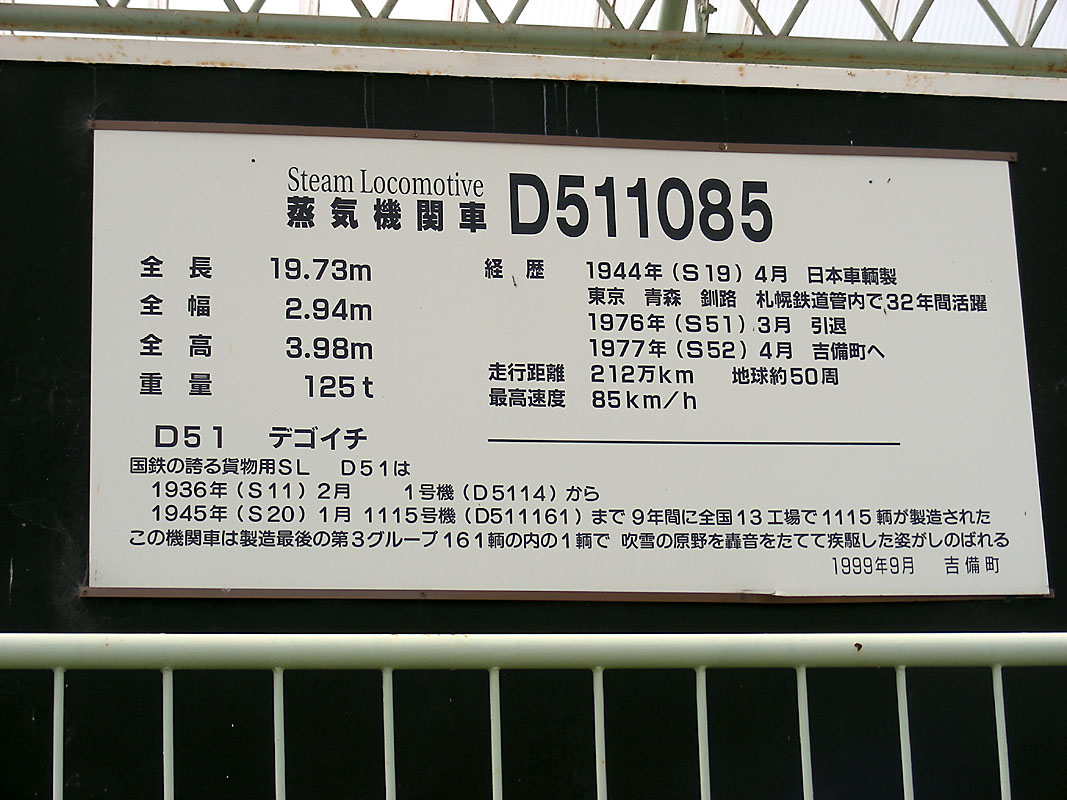 Steam Locomotive
蒸気機関車 D511085
全長 19.73m
全幅 2.94m
全高 3.98m
重量 125t
経歴 1944年(S19)4月 日本車輌製
東京 青森 釧路 札幌鉄道管内で32年間活躍
1976年(S51)3月 引退
1977年(S52)4月 吉備町へ
走行距離 212万km 地球約50周
最高速度 85km/h
D51 デゴイチ
国鉄の誇る貨物用SL D51は
1936年(S11)2月 1号機(D5114)から
1945年(S20)1月 1115号機(D511161)まで9年間に全国13工場で1115輌が製造された
この機関車は製造最後の第3グループ161輌の内の1輌で 吹雪の原野を轟音をたてて疾駆した姿がしのばれる
1999年9月 吉備町